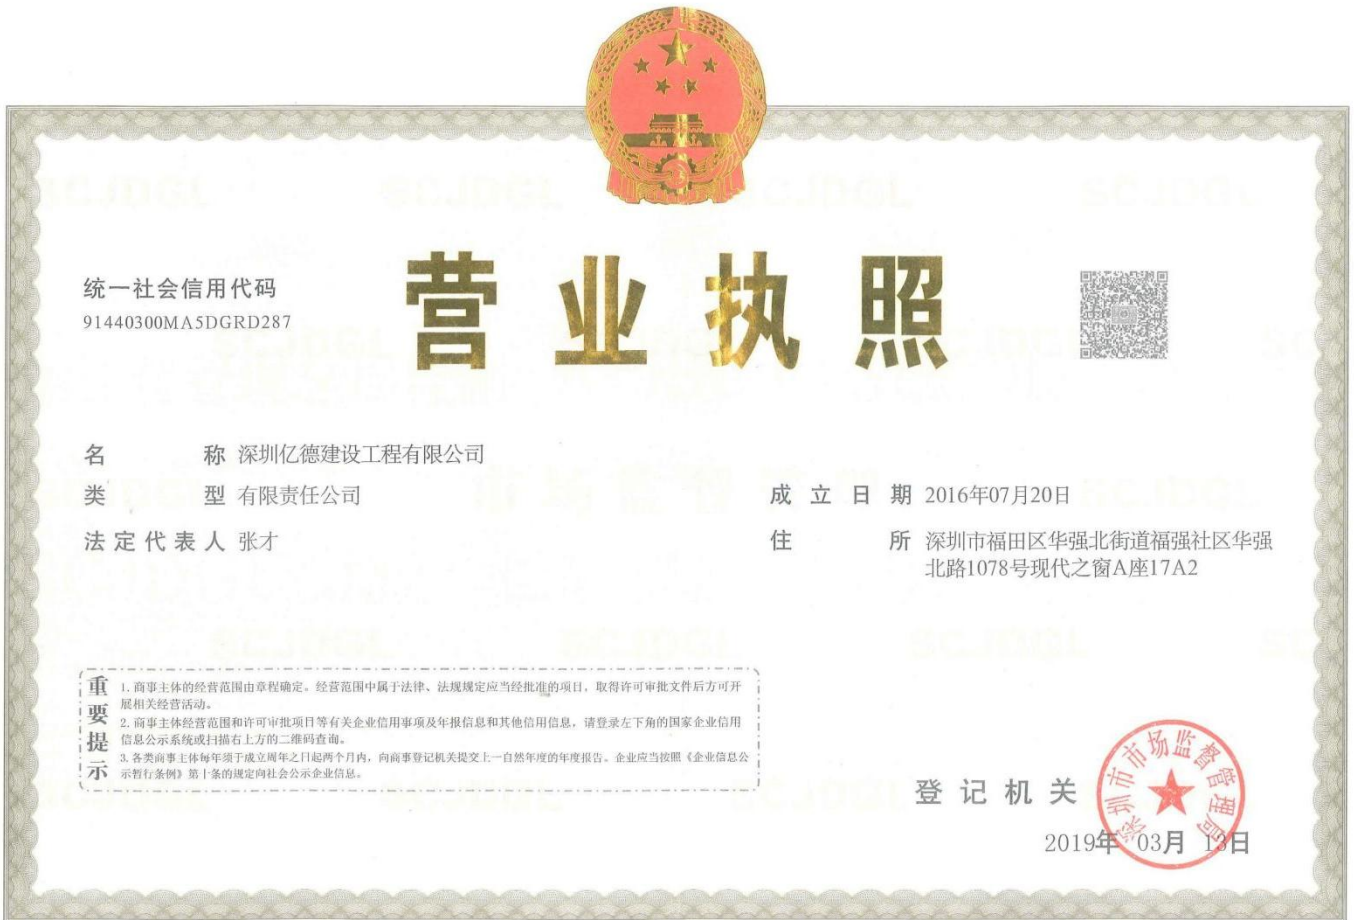 营业执照
统一社会信用代码
91440300MA5DGRD287
名 称 深圳亿德建设工程有限公司
类 型 有限责任公司
法定代表人 张才
成立日期 2016年07月20日
住 所 深圳市福田区华强北街道福强社区华强
北路1078号现代之窗A座17A2
重要提示
1. 商事主体的经营范围由章程确定。经营范围中属于法律、法规规定应当经批准的项目，取得许可审批文件后方可开
展相关经营活动。
2. 商事主体经营范围和许可审批项目等有关企业信用事项及年报信息和其他信用信息，请登录左下角的国家企业信用
信息公示系统或扫描右上方的二维码查询。
3. 各类商事主体每年须于成立周年之日起两个月内，向商事登记机关提交上一自然年度的年度报告。企业应当按照《企业信息公
示暂行条例》第十条的规定向社会公示企业信息。
登记机关
深圳市市场监督管理局
2019年 03月 13日
SCJDGL